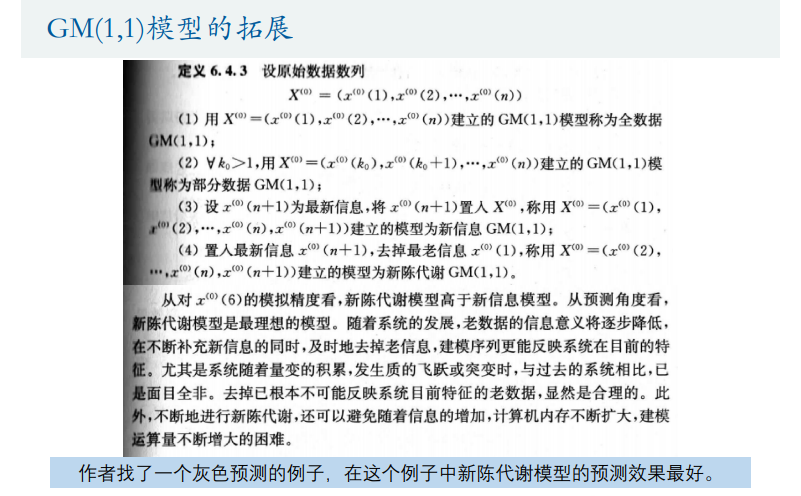 GM(1,1)模型的拓展
定义 6.4.3 设原始数据数列
X⁽⁰⁾ = (x⁽⁰⁾(1),x⁽⁰⁾(2),⋯,x⁽⁰⁾(n))
(1) 用 X⁽⁰⁾=(x⁽⁰⁾(1),x⁽⁰⁾(2),⋯,x⁽⁰⁾(n))建立的 GM(1,1)模型称为全数据
GM(1,1);
(2) ∀k₀>1,用 X⁽⁰⁾=(x⁽⁰⁾(k₀),x⁽⁰⁾(k₀+1),⋯,x⁽⁰⁾(n))建立的 GM(1,1)模
型称为部分数据 GM(1,1);
(3) 设 x⁽⁰⁾(n+1)为最新信息,将 x⁽⁰⁾(n+1)置入 X⁽⁰⁾,称用 X⁽⁰⁾=(x⁽⁰⁾(1),
x⁽⁰⁾(2),⋯,x⁽⁰⁾(n),x⁽⁰⁾(n+1))建立的模型为新信息 GM(1,1);
(4) 置入最新信息 x⁽⁰⁾(n+1),去掉最老信息 x⁽⁰⁾(1),称用 X⁽⁰⁾=(x⁽⁰⁾(2),
⋯,x⁽⁰⁾(n),x⁽⁰⁾(n+1))建立的模型为新陈代谢 GM(1,1)。
从对 x⁽⁰⁾(6)的模拟精度看,新陈代谢模型高于新信息模型。从预测角度看,
新陈代谢模型是最理想的模型。随着系统的发展,老数据的信息意义将逐步降低,
在不断补充新信息的同时,及时地去掉老信息,建模序列更能反映系统在目前的特
征。尤其是系统随着量变的积累,发生质的飞跃或突变时,与过去的系统相比,已
是面目全非。去掉已根本不可能反映系统目前特征的老数据,显然是合理的。此
外,不断地进行新陈代谢,还可以避免随着信息的增加,计算机内存不断扩大,建模
运算量不断增大的困难。
作者找了一个灰色预测的例子，在这个例子中新陈代谢模型的预测效果最好。